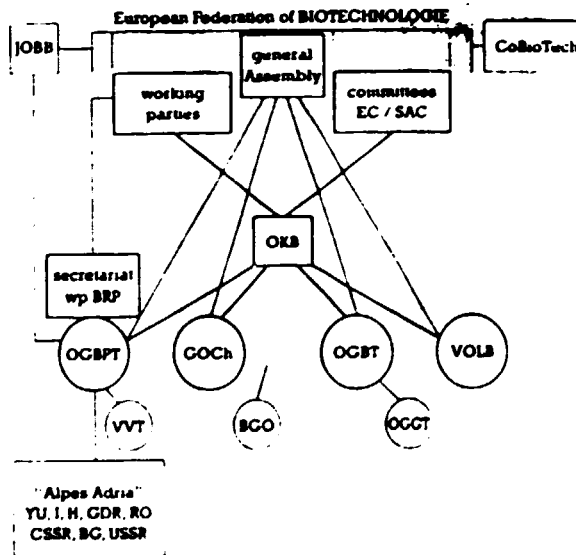 European Federation of BIOTECHNOLOGIE
JOBB
CoBioTech
general
Assembly
working
parties
committees
EC / SAC
OKB
secretariat
wp BRP
OGBPT
GOCh
OGBT
VOLB
VVT
BGO
OGGT
"Alpes Adria"
YU, I, H, GDR, RO
CSSR, BG, USSR